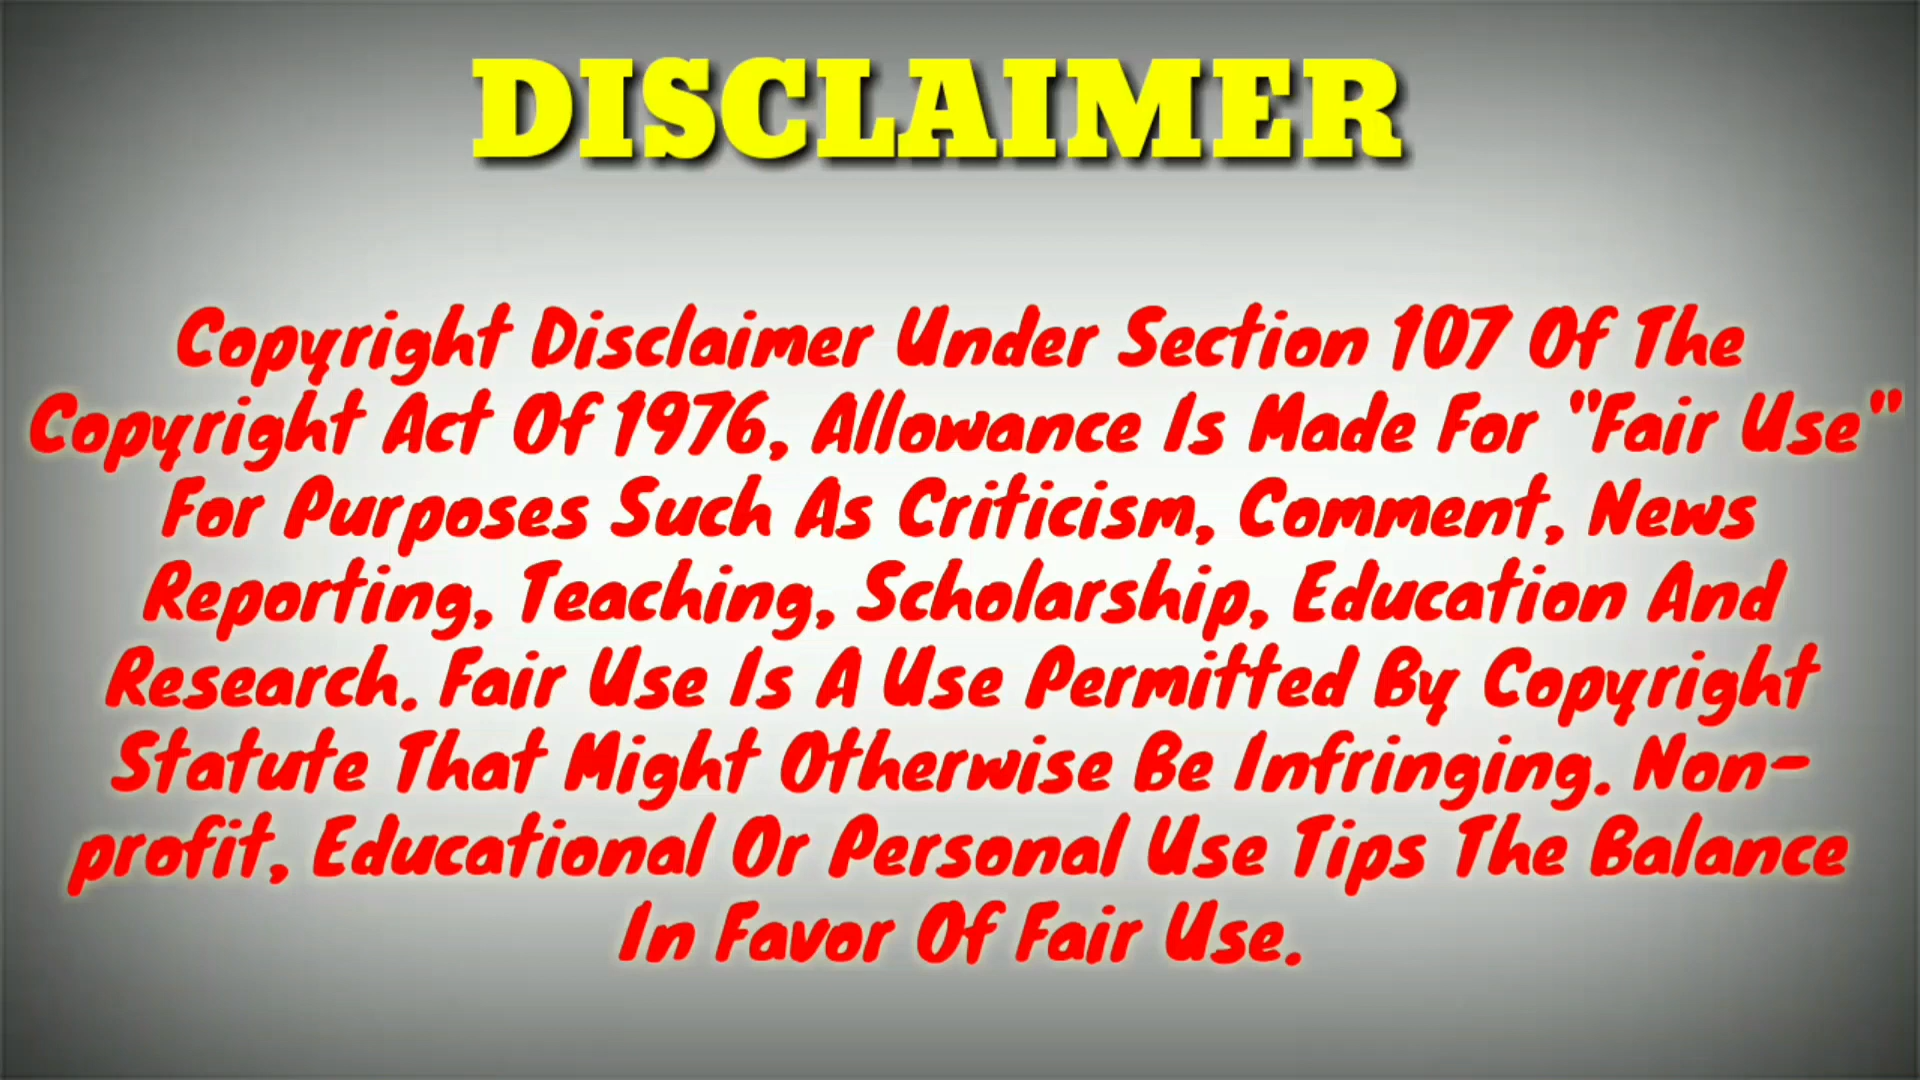 DISCLAIMER
Copyright Disclaimer Under Section 107 Of The
Copyright Act Of 1976, Allowance Is Made For "Fair Use"
For Purposes Such As Criticism, Comment, News
Reporting, Teaching, Scholarship, Education And
Research. Fair Use Is A Use Permitted By Copyright
Statute That Might Otherwise Be Infringing. Non-
profit, Educational Or Personal Use Tips The Balance
In Favor Of Fair Use.